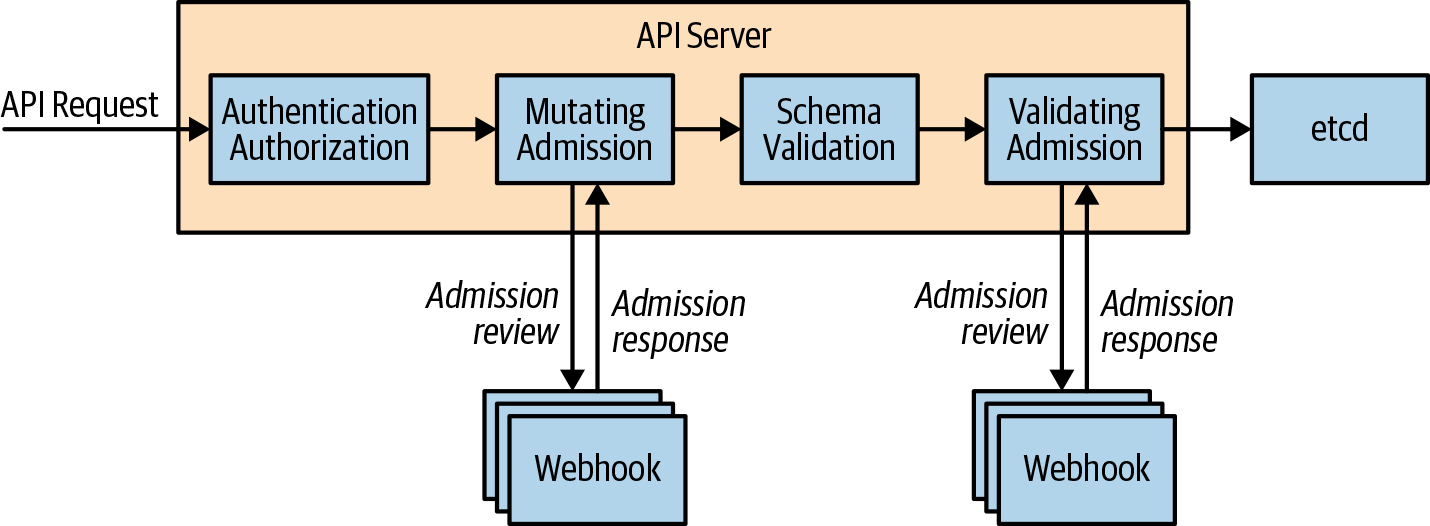 API Server
API Request
Authentication
Authorization
Mutating
Admission
Schema
Validation
Validating
Admission
etcd
Admission
review
Admission
response
Admission
review
Admission
response
Webhook
Webhook